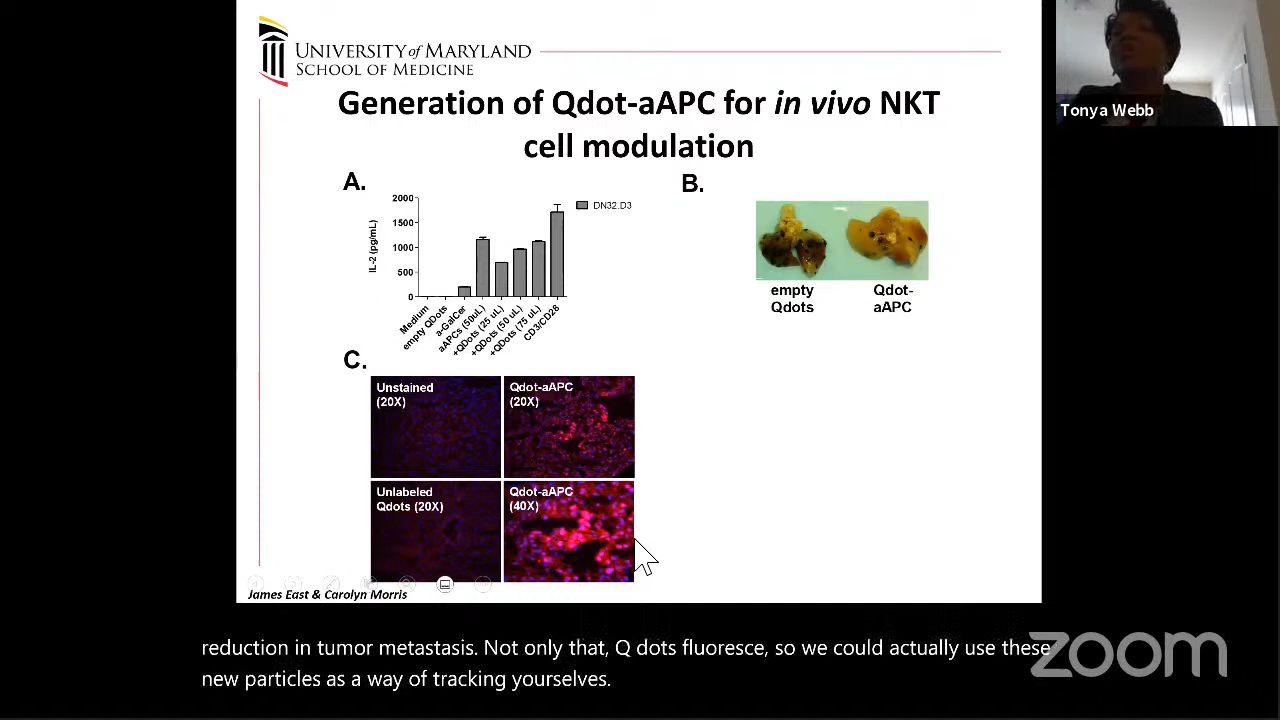 UNIVERSITY of MARYLAND
SCHOOL OF MEDICINE
Tonya Webb
Generation of Qdot-aAPC for in vivo NKT
cell modulation
A.
2000
1500
1000
500
0
IL-2 (pg/mL)
DN32.D3
Medium
empty QDots
a-GalCer
aAPCs (50uL)
+QDots (25 uL)
+QDots (50 uL)
+QDots (75 uL)
CD3/CD28
B.
empty
Qdots
Qdot-
aAPC
C.
Unstained
(20X)
Qdot-aAPC
(20X)
Unlabeled
Qdots (20X)
Qdot-aAPC
(40X)
James East & Carolyn Morris
reduction in tumor metastasis. Not only that, Q dots fluoresce, so we could actually use these
new particles as a way of tracking yourselves.
zoom